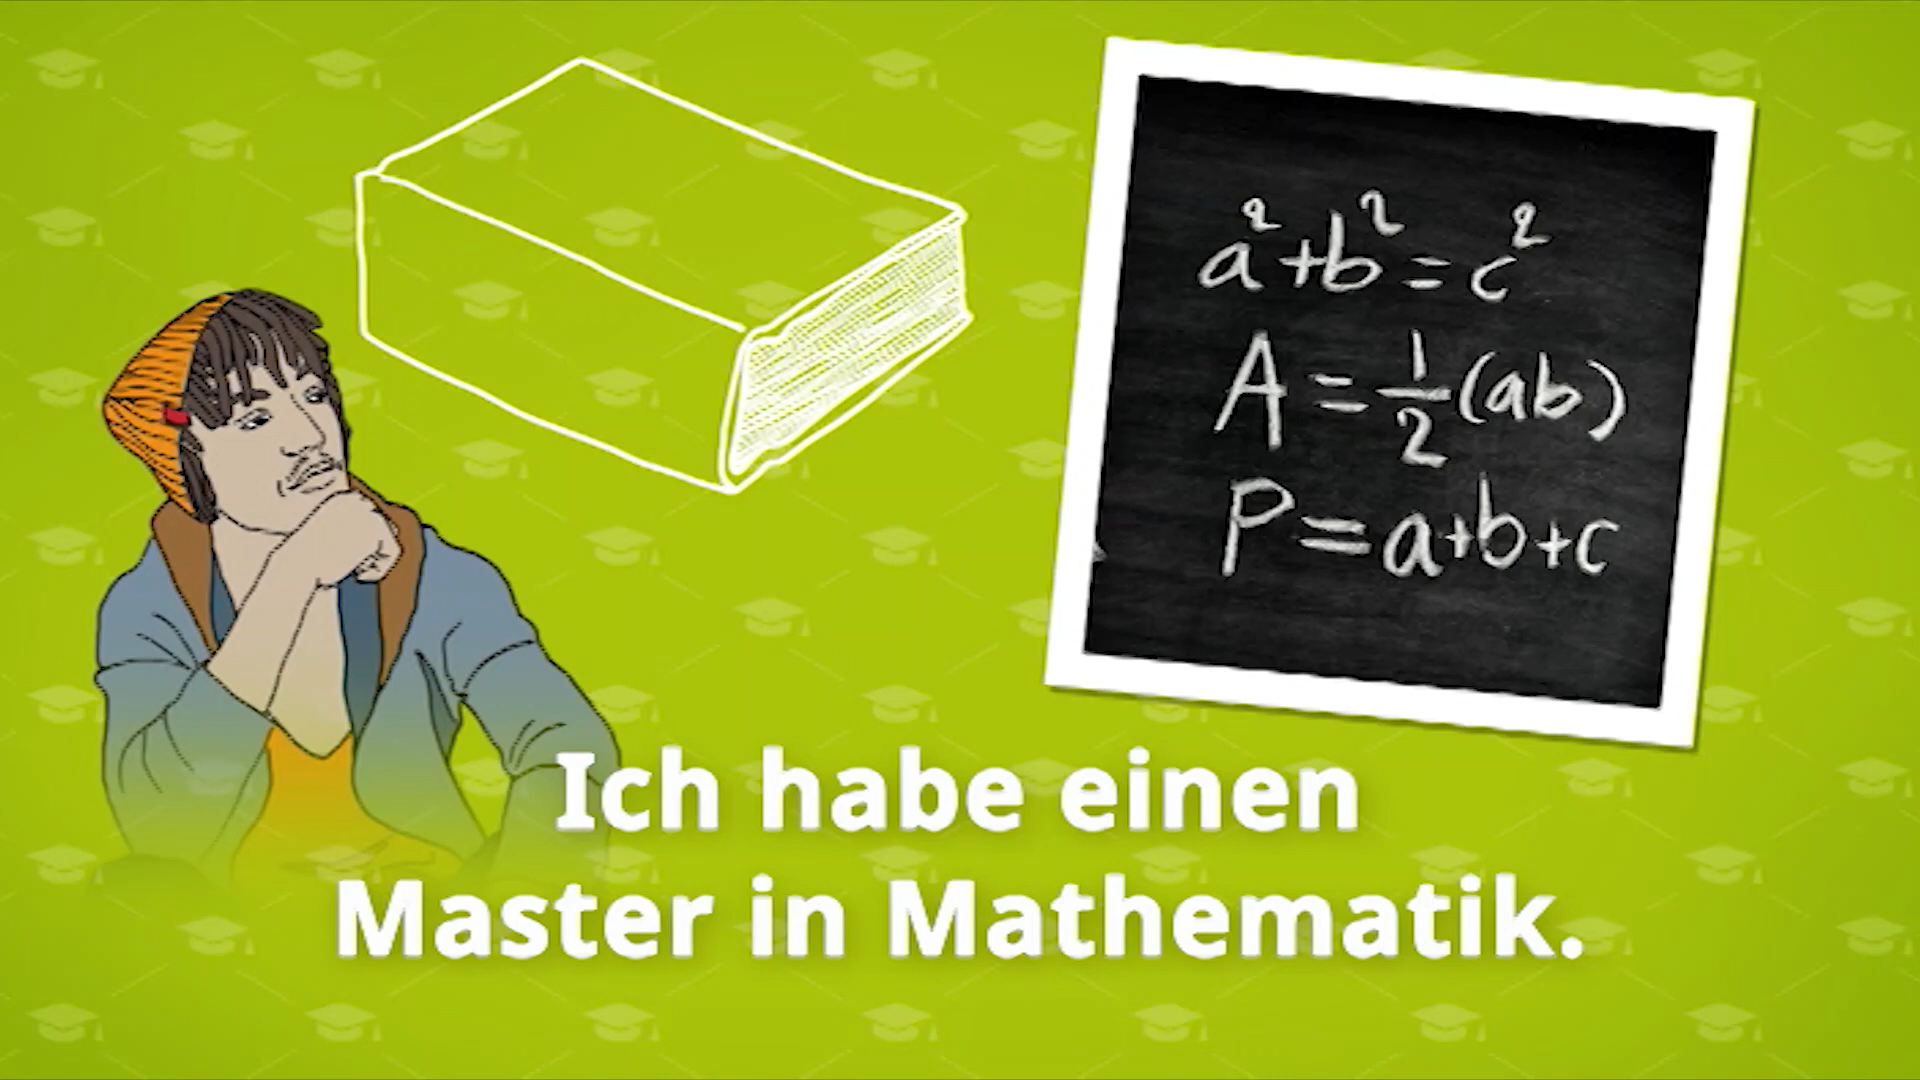 a²+b²=c²
A=½(ab)
P=a+b+c
Ich habe einen
Master in Mathematik.